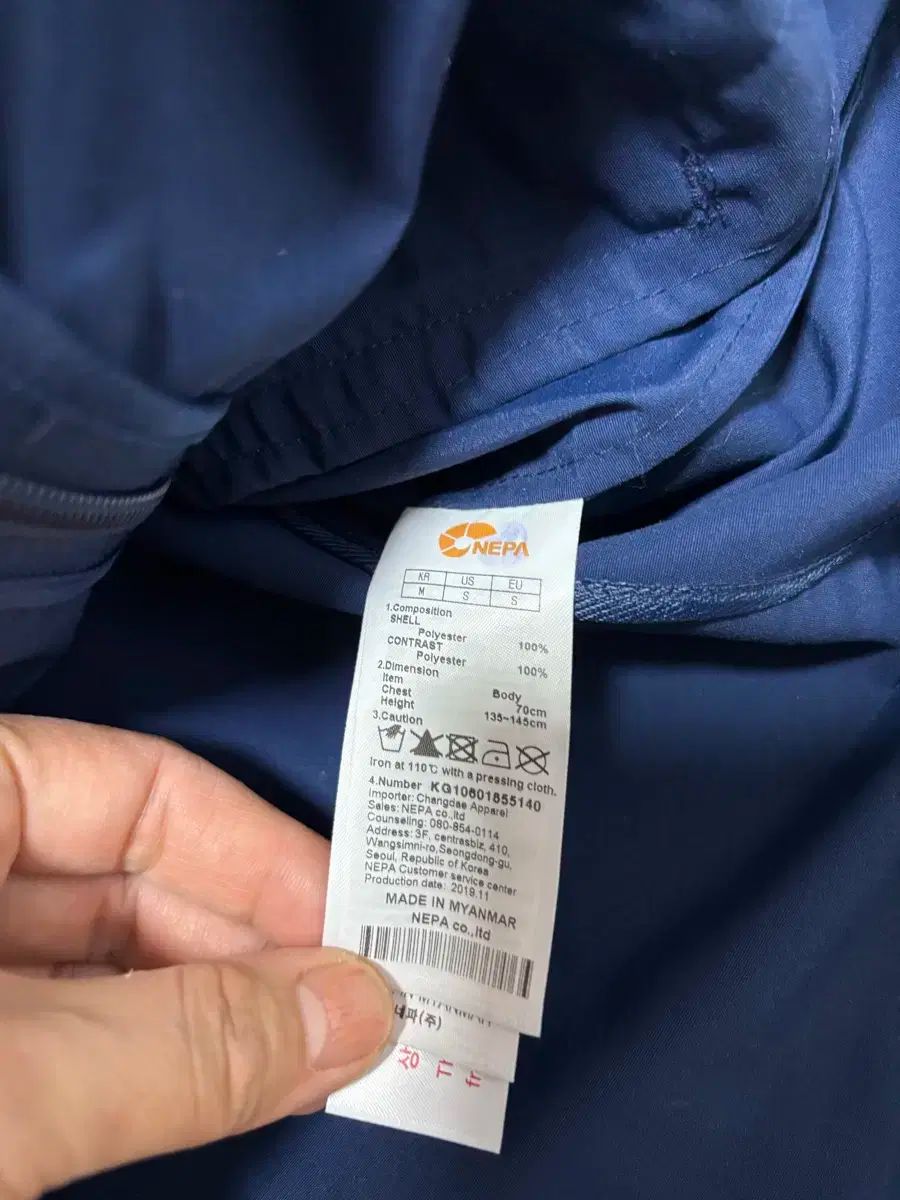 NEPA
KR US EU
M S S
1.Composition
SHELL
Polyester 100%
CONTRAST
Polyester 100%
2.Dimension
Item Body
Chest 70cm
Height 135~145cm
3.Caution
Iron at 110℃ with a pressing cloth.
4.Number KG10601855140
Importer: Changdae Apparel
Sales: NEPA co.,ltd
Counseling: 080-854-0114
Address: 3F, centrasbiz, 410,
Wangsimni-ro,Seongdong-gu,
Seoul, Republic of Korea
NEPA Customer service center
Production date: 2019.11
MADE IN MYANMAR
NEPA co.,ltd
네파(주)